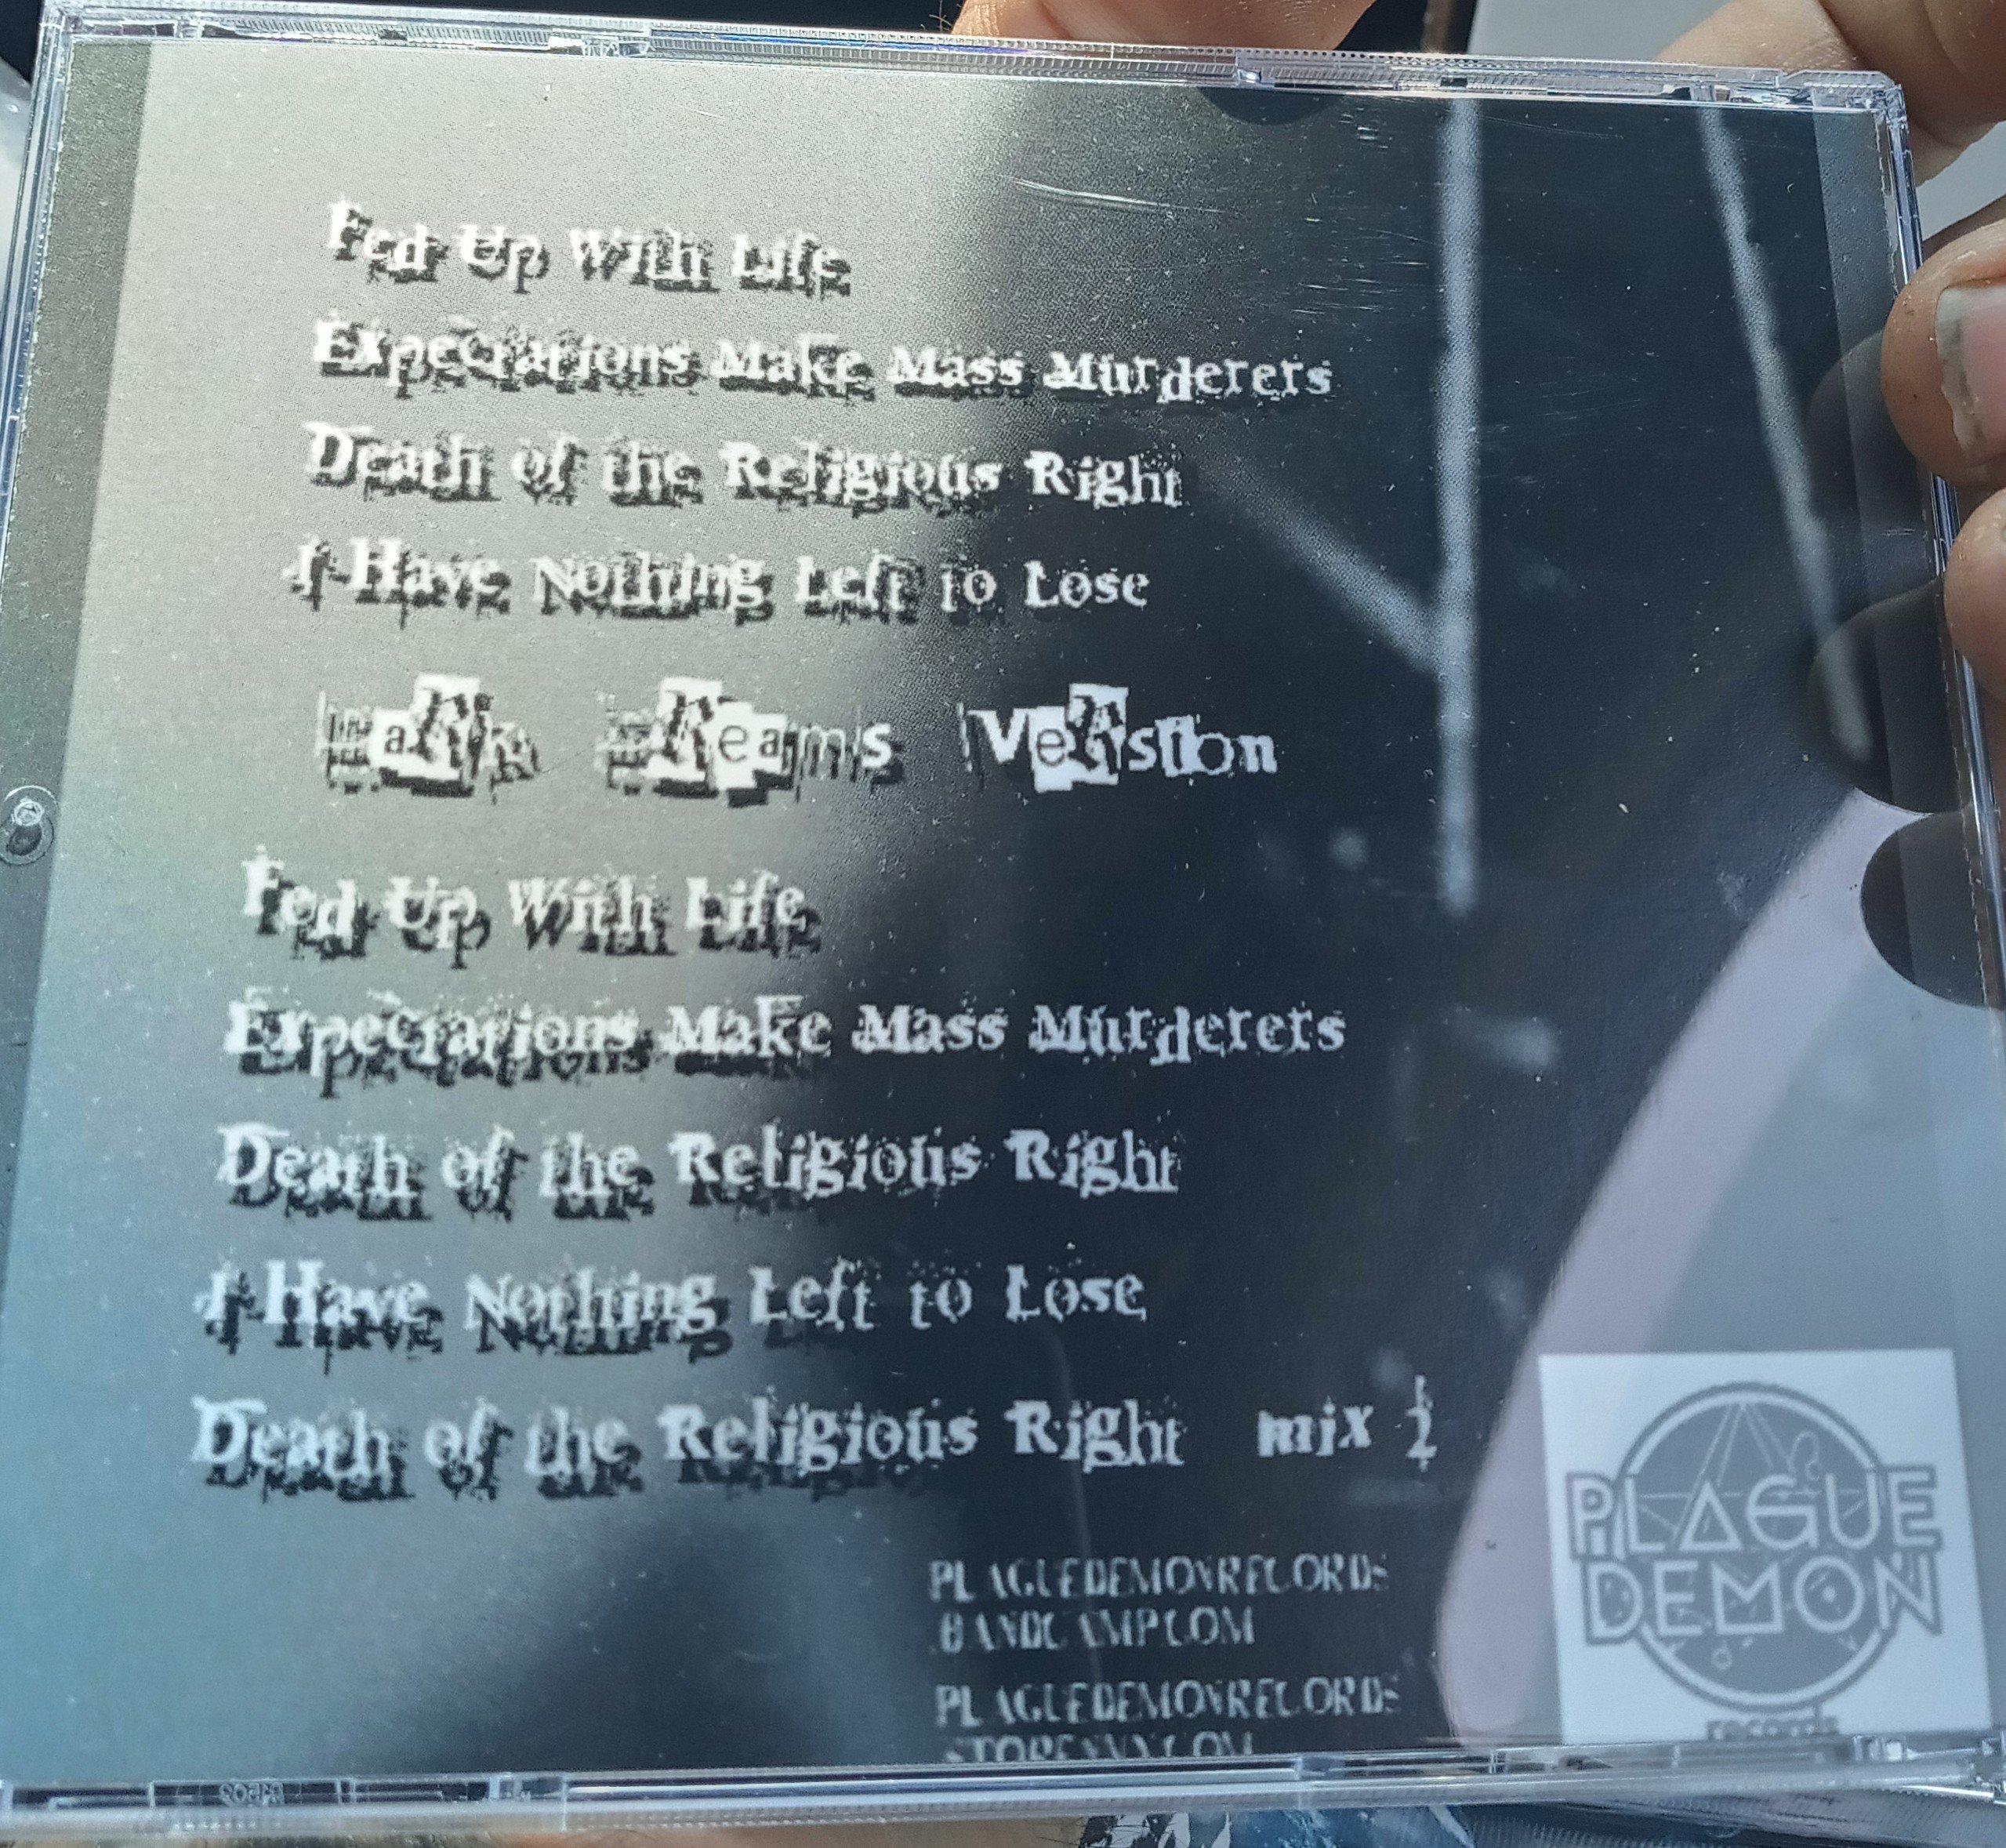 Fed Up With Life
Expectations Make Mass Murderers
Death of the Religious Right
I Have Nothing Left to Lose
Version
Fed Up With Life
Expectations Make Mass Murderers
Death of the Religious Right
I Have Nothing Left to Lose
Death of the Religious Right mix 2
PLAGUEDEMONRECORDS
BANDCAMP.COM
PLAGUEDEMONRECORDS
PLAGUE
DEMON
records